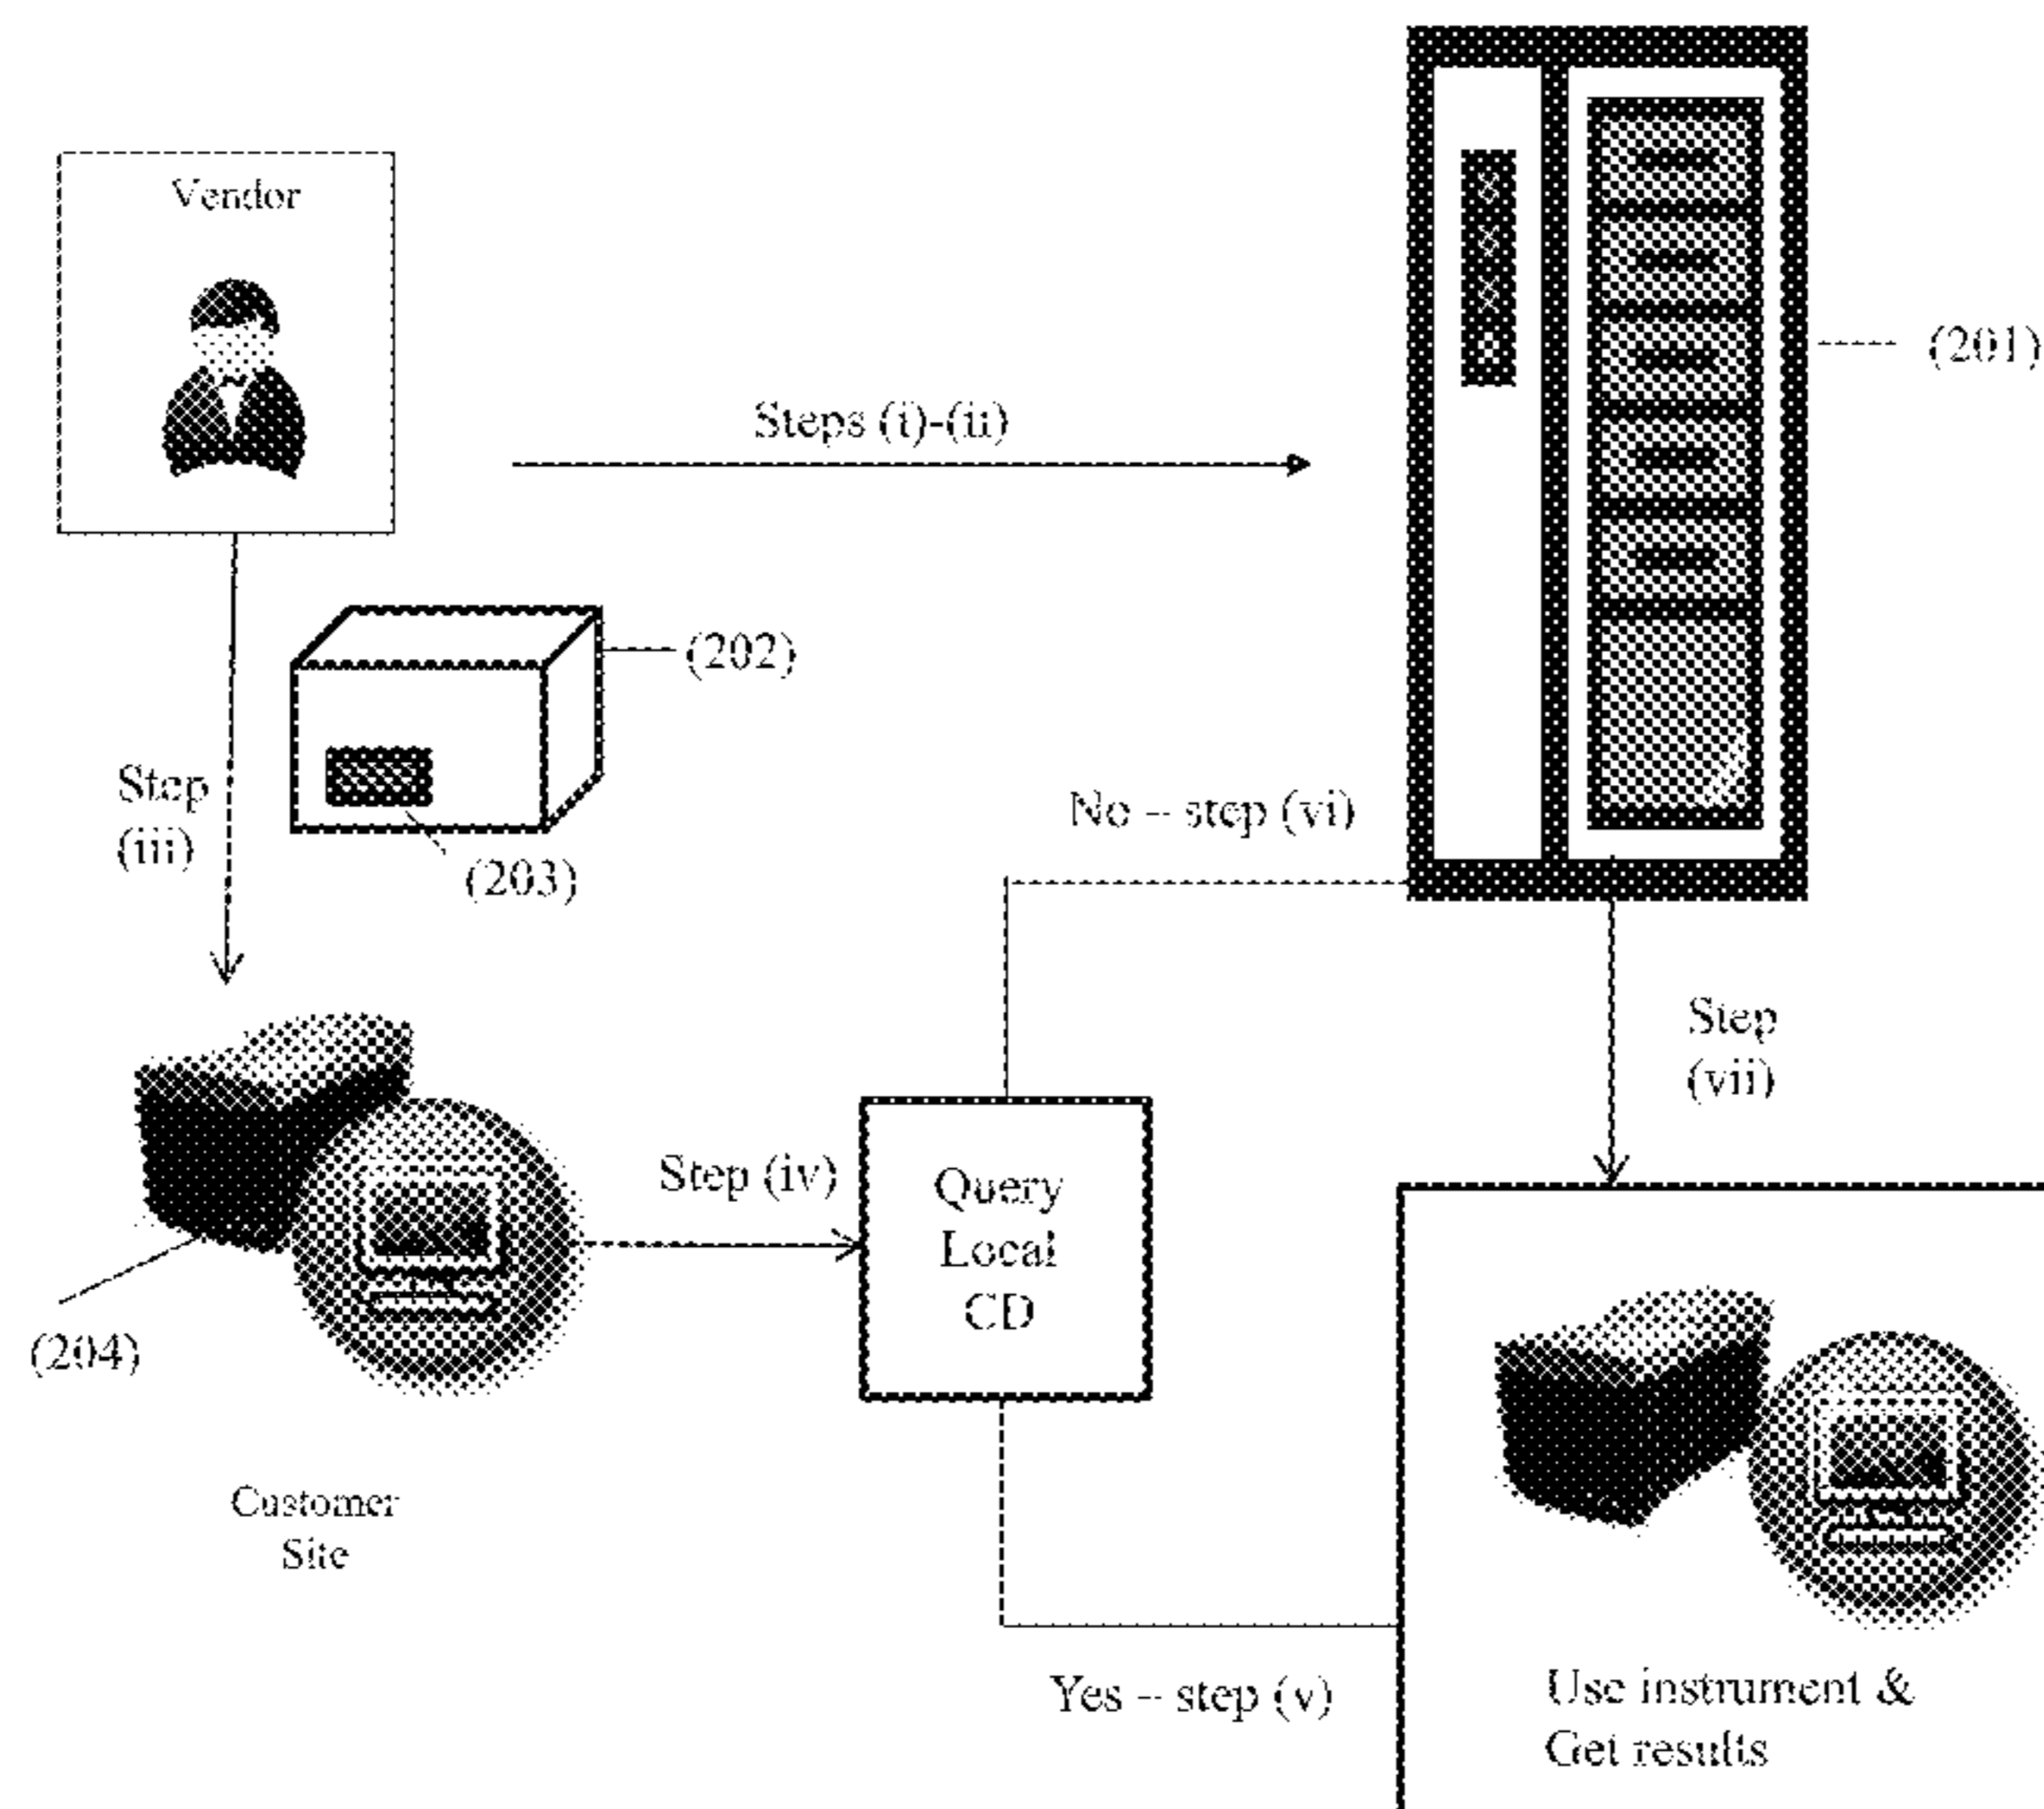 Vendor
(201)
Steps (i)-(ii)
(202)
Step
(iii)
No -- step (vi)
(203)
Step
(vii)
Step (iv)
Query
Local
CD
(204)
Customer
Site
Yes -- step (v)
Use instrument &
Get results